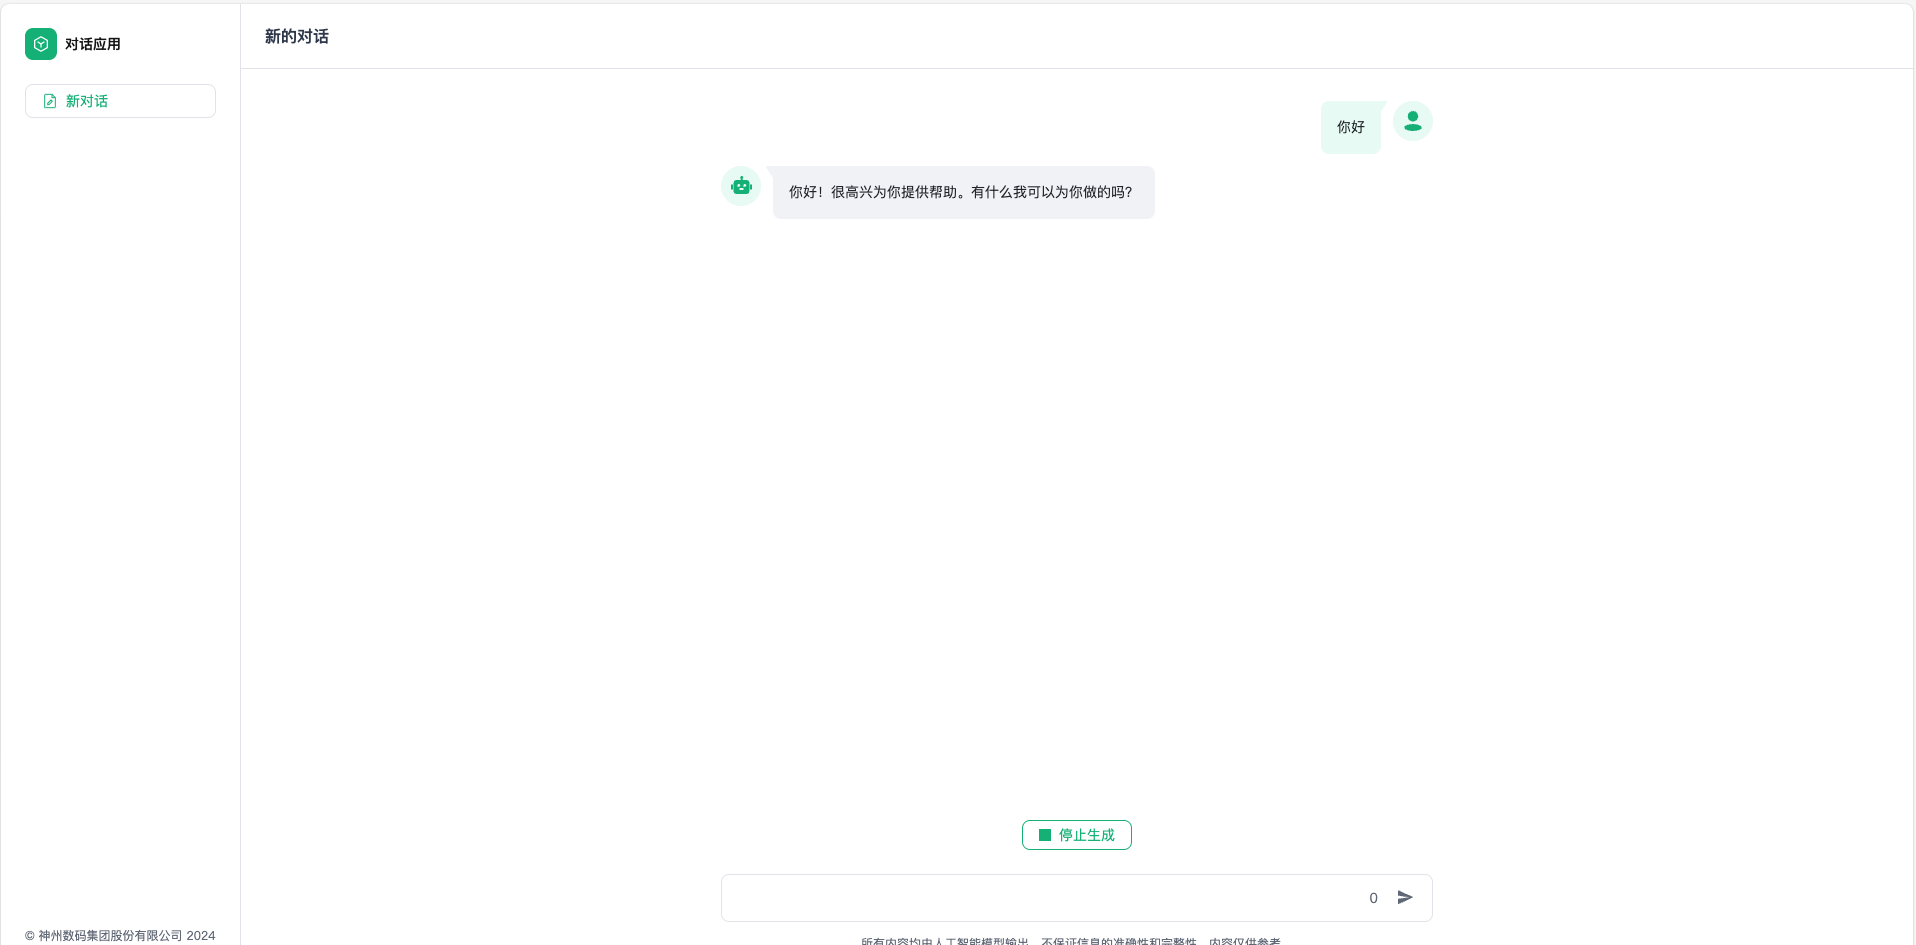 对话应用
新对话
新的对话
你好
你好！很高兴为你提供帮助。有什么我可以为你做的吗？
停止生成
0
所有内容均由人工智能模型输出，不保证信息的准确性和完整性，内容仅供参考
© 神州数码集团股份有限公司 2024